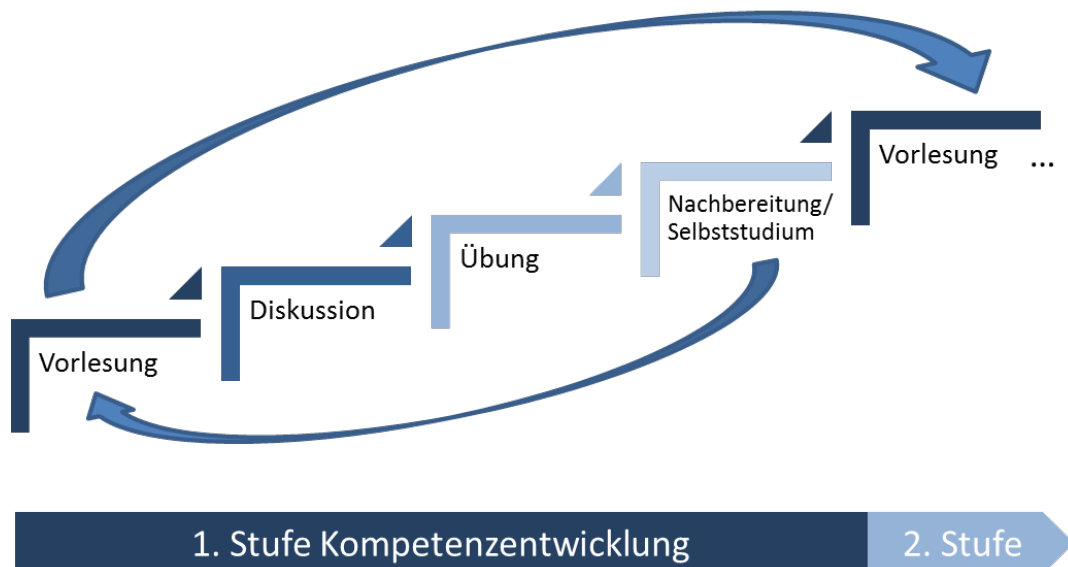 Vorlesung
Diskussion
Übung
Nachbereitung/
Selbststudium
Vorlesung ...
1. Stufe Kompetenzentwicklung
2. Stufe